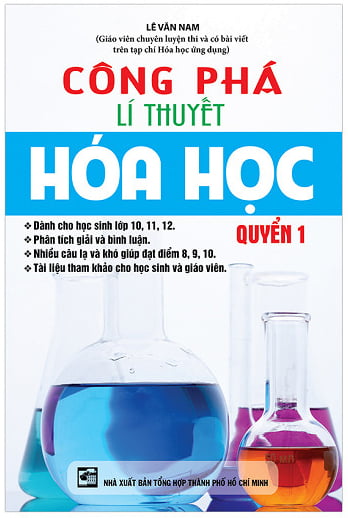 LÊ VĂN NAM
(Giáo viên chuyên luyện thi và có bài viết
trên tạp chí Hóa học ứng dụng)
CÔNG PHÁ
LÍ THUYẾT
HÓA HỌC
QUYỂN 1
❖ Dành cho học sinh lớp 10, 11, 12.
❖ Phân tích giải và bình luận.
❖ Nhiều câu lạ và khó giúp đạt điểm 8, 9, 10.
❖ Tài liệu tham khảo cho học sinh và giáo viên.
NHÀ XUẤT BẢN TỔNG HỢP THÀNH PHỐ HỒ CHÍ MINH